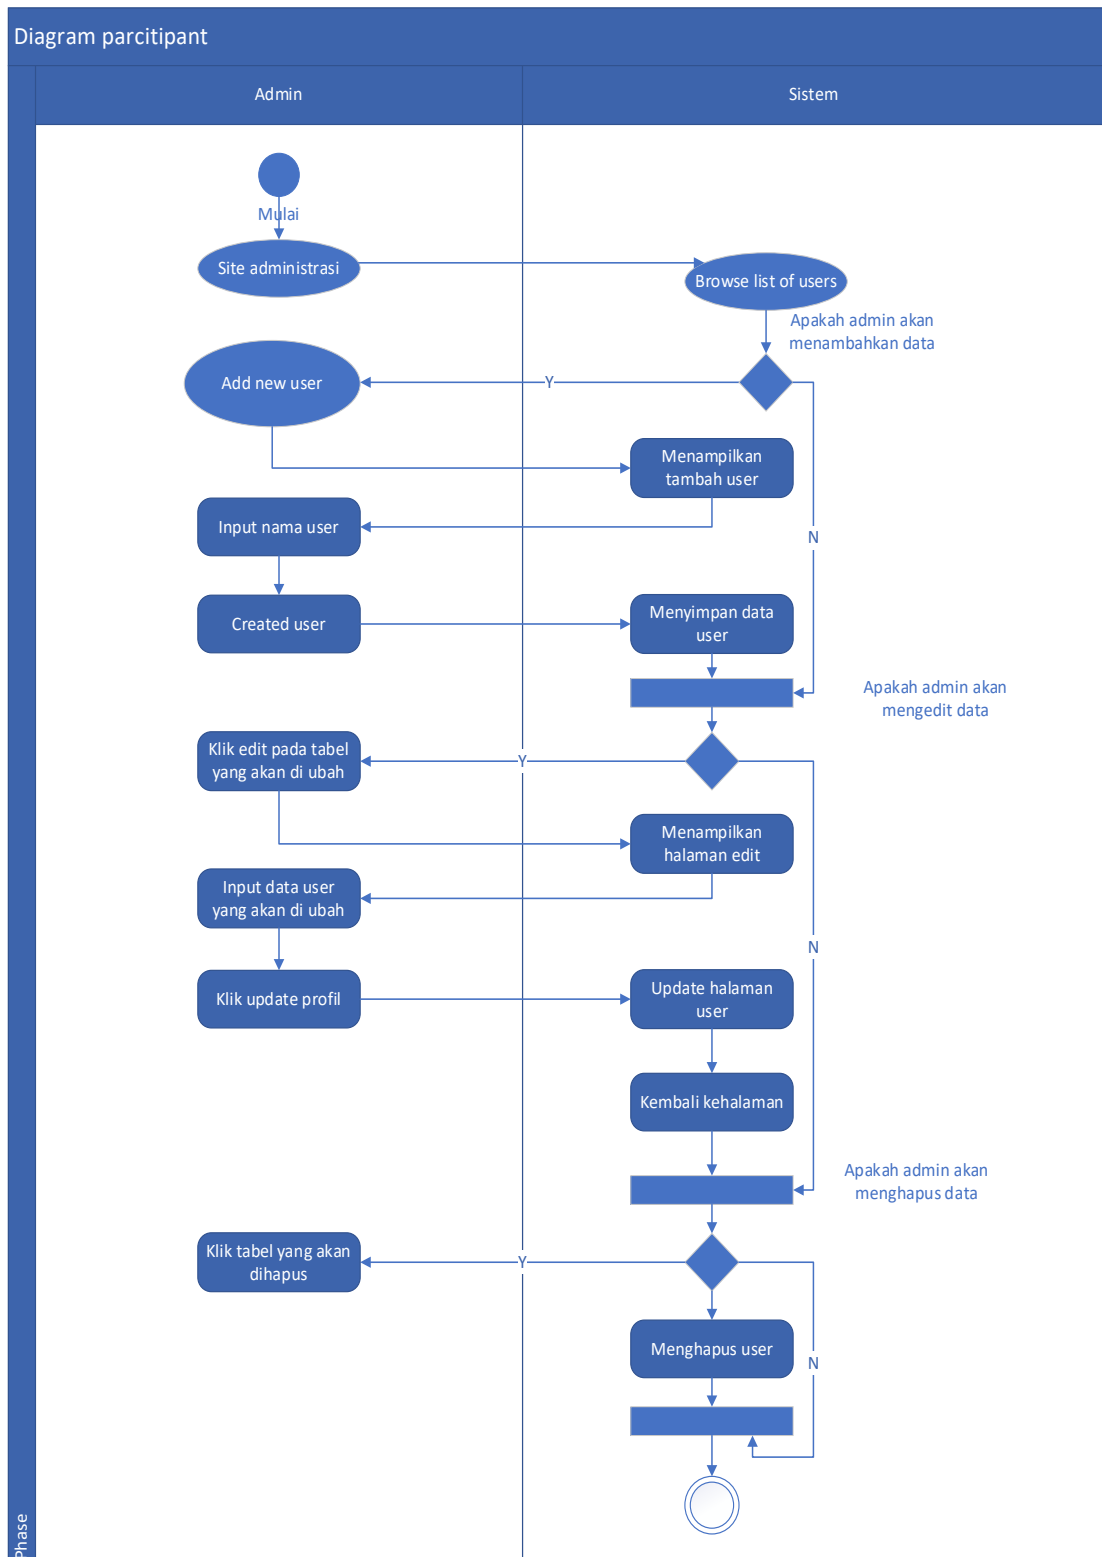 Diagram parcitipant
Admin
Sistem
Mulai
Site administrasi
Browse list of users
Apakah admin akan
menambahkan data
Add new user
Y
Menampilkan
tambah user
Input nama user
N
Created user
Menyimpan data
user
Apakah admin akan
mengedit data
Klik edit pada tabel
yang akan di ubah
Y
Menampilkan
halaman edit
Input data user
yang akan di ubah
N
Klik update profil
Update halaman
user
Kembali kehalaman
Apakah admin akan
menghapus data
Klik tabel yang akan
dihapus
Y
Menghapus user
N
Phase